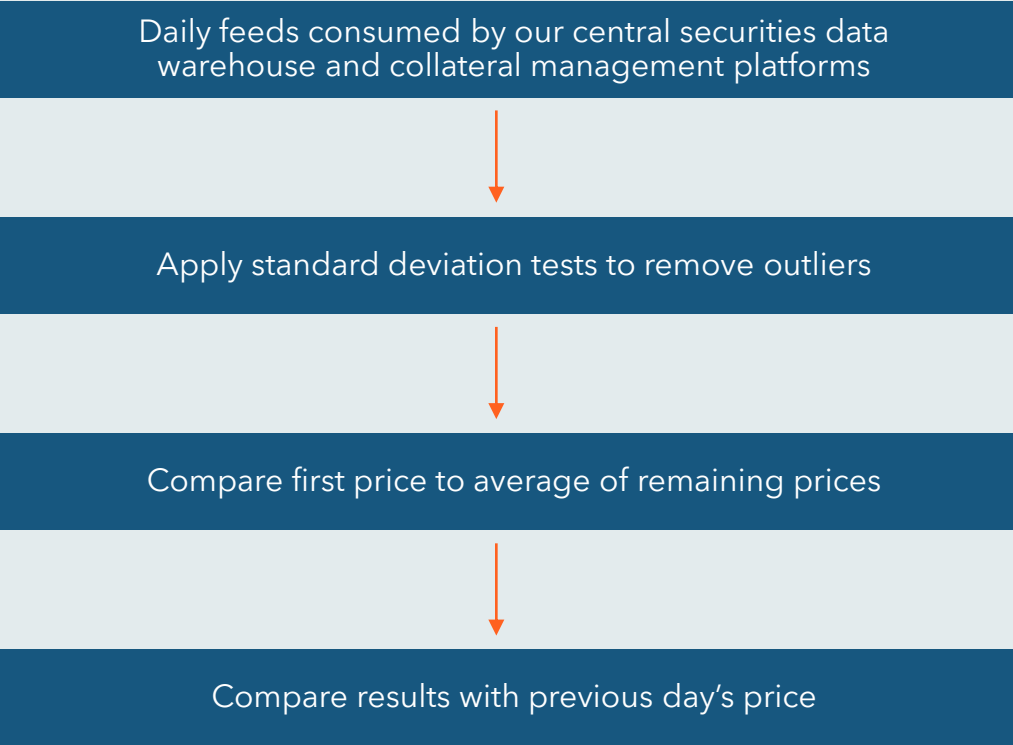 Daily feeds consumed by our central securities data
warehouse and collateral management platforms
Apply standard deviation tests to remove outliers
Compare first price to average of remaining prices
Compare results with previous day’s price